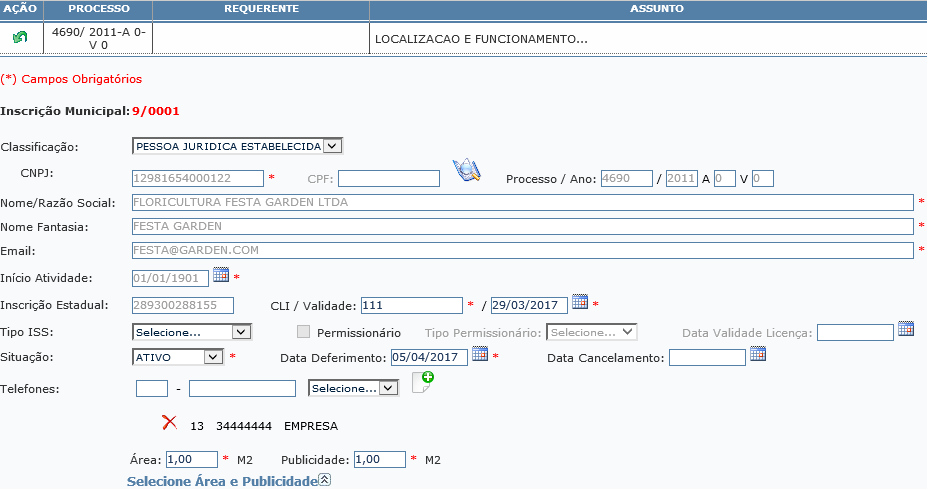 AÇÃO PROCESSO REQUERENTE ASSUNTO
4690/ 2011-A 0-
V 0
LOCALIZACAO E FUNCIONAMENTO...
(*) Campos Obrigatórios
Inscrição Municipal: 9/0001
Classificação: PESSOA JURIDICA ESTABELECIDA
CNPJ: 12981654000122 * CPF: Processo / Ano: 4690 / 2011 A 0 V 0
Nome/Razão Social: FLORICULTURA FESTA GARDEN LTDA *
Nome Fantasia: FESTA GARDEN *
Email: FESTA@GARDEN.COM *
Início Atividade: 01/01/1901 *
Inscrição Estadual: 289300288155 CLI / Validade: 111 * / 29/03/2017 *
Tipo ISS: Selecione... Permissionário Tipo Permissionário: Selecione... Data Validade Licença:
Situação: ATIVO * Data Deferimento: 05/04/2017 * Data Cancelamento:
Telefones: - Selecione...
13 34444444 EMPRESA
Área: 1,00 * M2 Publicidade: 1,00 * M2
Selecione Área e Publicidade